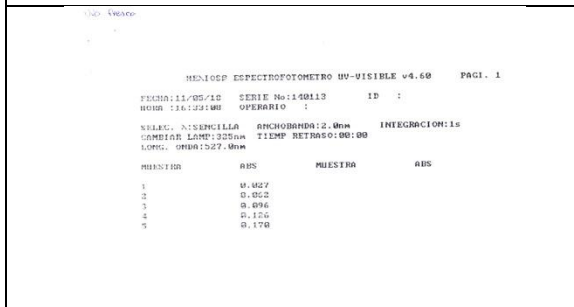 HEλIOSβ ESPECTROFOTOMETRO UV-VISIBLE v4.60 PAGI. 1
FECHA:11/05/10 SERIE No:140113 ID :
HORA :16:33:08 OPERARIO :
SELEC. λ:SENCILLA ANCHOBANDA:2.0nm INTEGRACION:1s
CAMBIAR LAMP:325nm TIEMP RETRASO:00:00
LONG. ONDA:527.0nm
MUESTRA ABS MUESTRA ABS
1 0.027
2 0.062
3 0.096
4 0.126
5 0.170